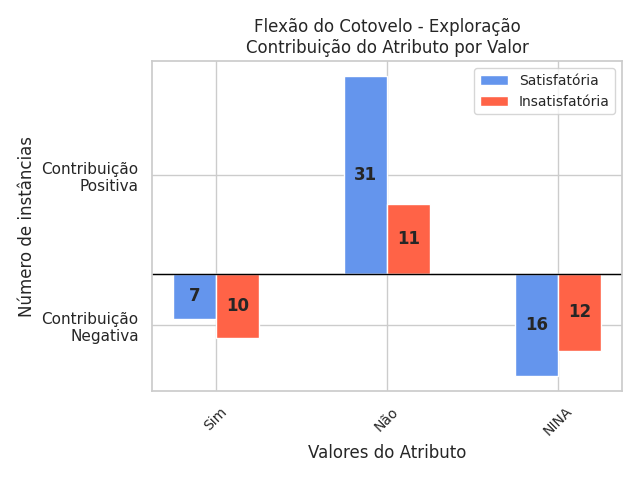 Flexão do Cotovelo - Exploração
Contribuição do Atributo por Valor
Satisfatória
Insatisfatória
Número de instâncias
Contribuição
Positiva
Contribuição
Negativa
31
11
7
10
16
12
Sim
Não
NINA
Valores do Atributo